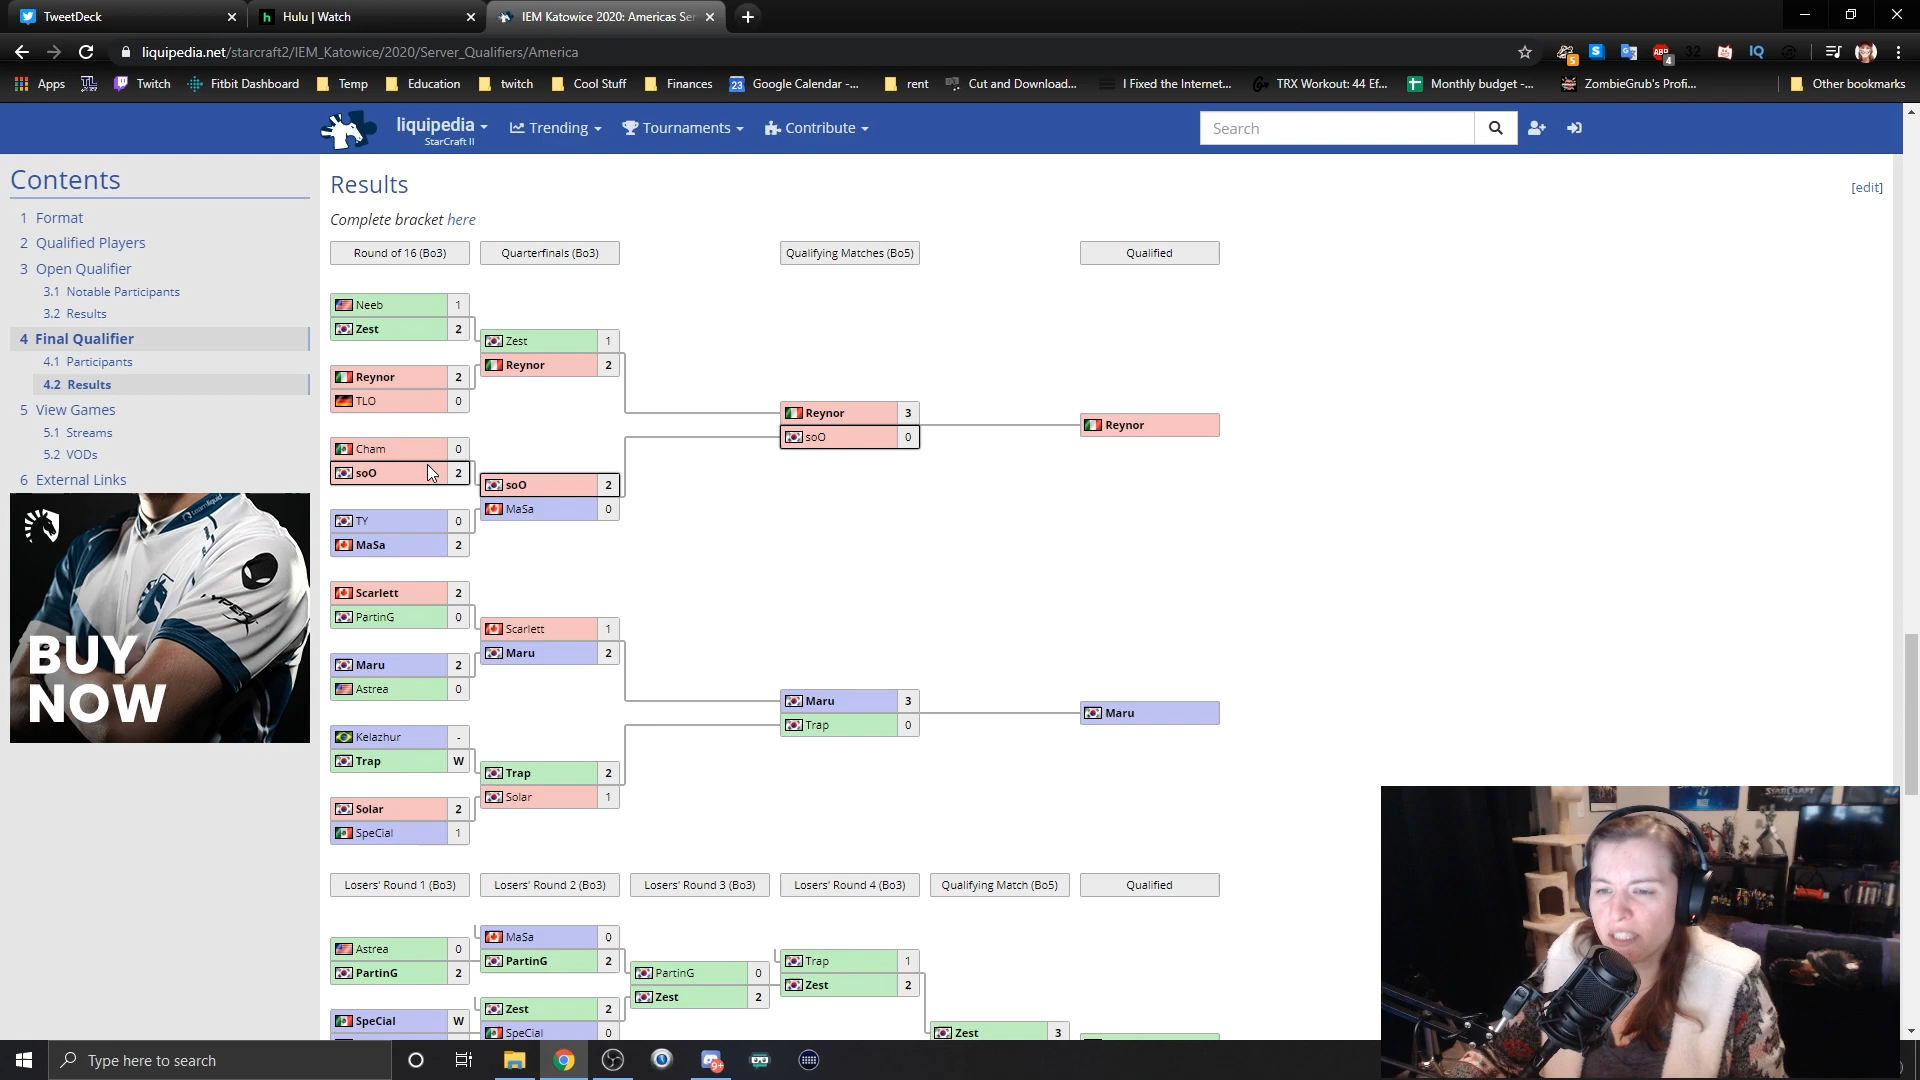 TweetDeck
Hulu | Watch
IEM Katowice 2020: Americas Ser
liquipedia.net/starcraft2/IEM_Katowice/2020/Server_Qualifiers/America
Apps
Twitch
Fitbit Dashboard
Temp
Education
twitch
Cool Stuff
Finances
Google Calendar -...
rent
Cut and Download...
I Fixed the Internet...
TRX Workout: 44 Ef...
Monthly budget -...
ZombieGrub's Profi...
Other bookmarks
liquipedia
StarCraft II
Trending
Tournaments
Contribute
Search
Contents
1 Format
2 Qualified Players
3 Open Qualifier
3.1 Notable Participants
3.2 Results
4 Final Qualifier
4.1 Participants
4.2 Results
5 View Games
5.1 Streams
5.2 VODs
6 External Links
BUY
NOW
Results
[edit]
Complete bracket here
Round of 16 (Bo3)
Quarterfinals (Bo3)
Qualifying Matches (Bo5)
Qualified
Neeb 1
Zest 2
Reynor 2
TLO 0
Cham 0
soO 2
TY 0
MaSa 2
Scarlett 2
PartinG 0
Maru 2
Astrea 0
Kelazhur -
Trap W
Solar 2
SpeCial 1
Zest 1
Reynor 2
soO 2
MaSa 0
Scarlett 1
Maru 2
Trap 2
Solar 1
Reynor 3
soO 0
Maru 3
Trap 0
Reynor
Maru
Losers' Round 1 (Bo3)
Losers' Round 2 (Bo3)
Losers' Round 3 (Bo3)
Losers' Round 4 (Bo3)
Qualifying Match (Bo5)
Qualified
Astrea 0
PartinG 2
SpeCial W
MaSa 0
PartinG 2
Zest 2
SpeCial 0
PartinG 0
Zest 2
Trap 1
Zest 2
Zest 3
Type here to search